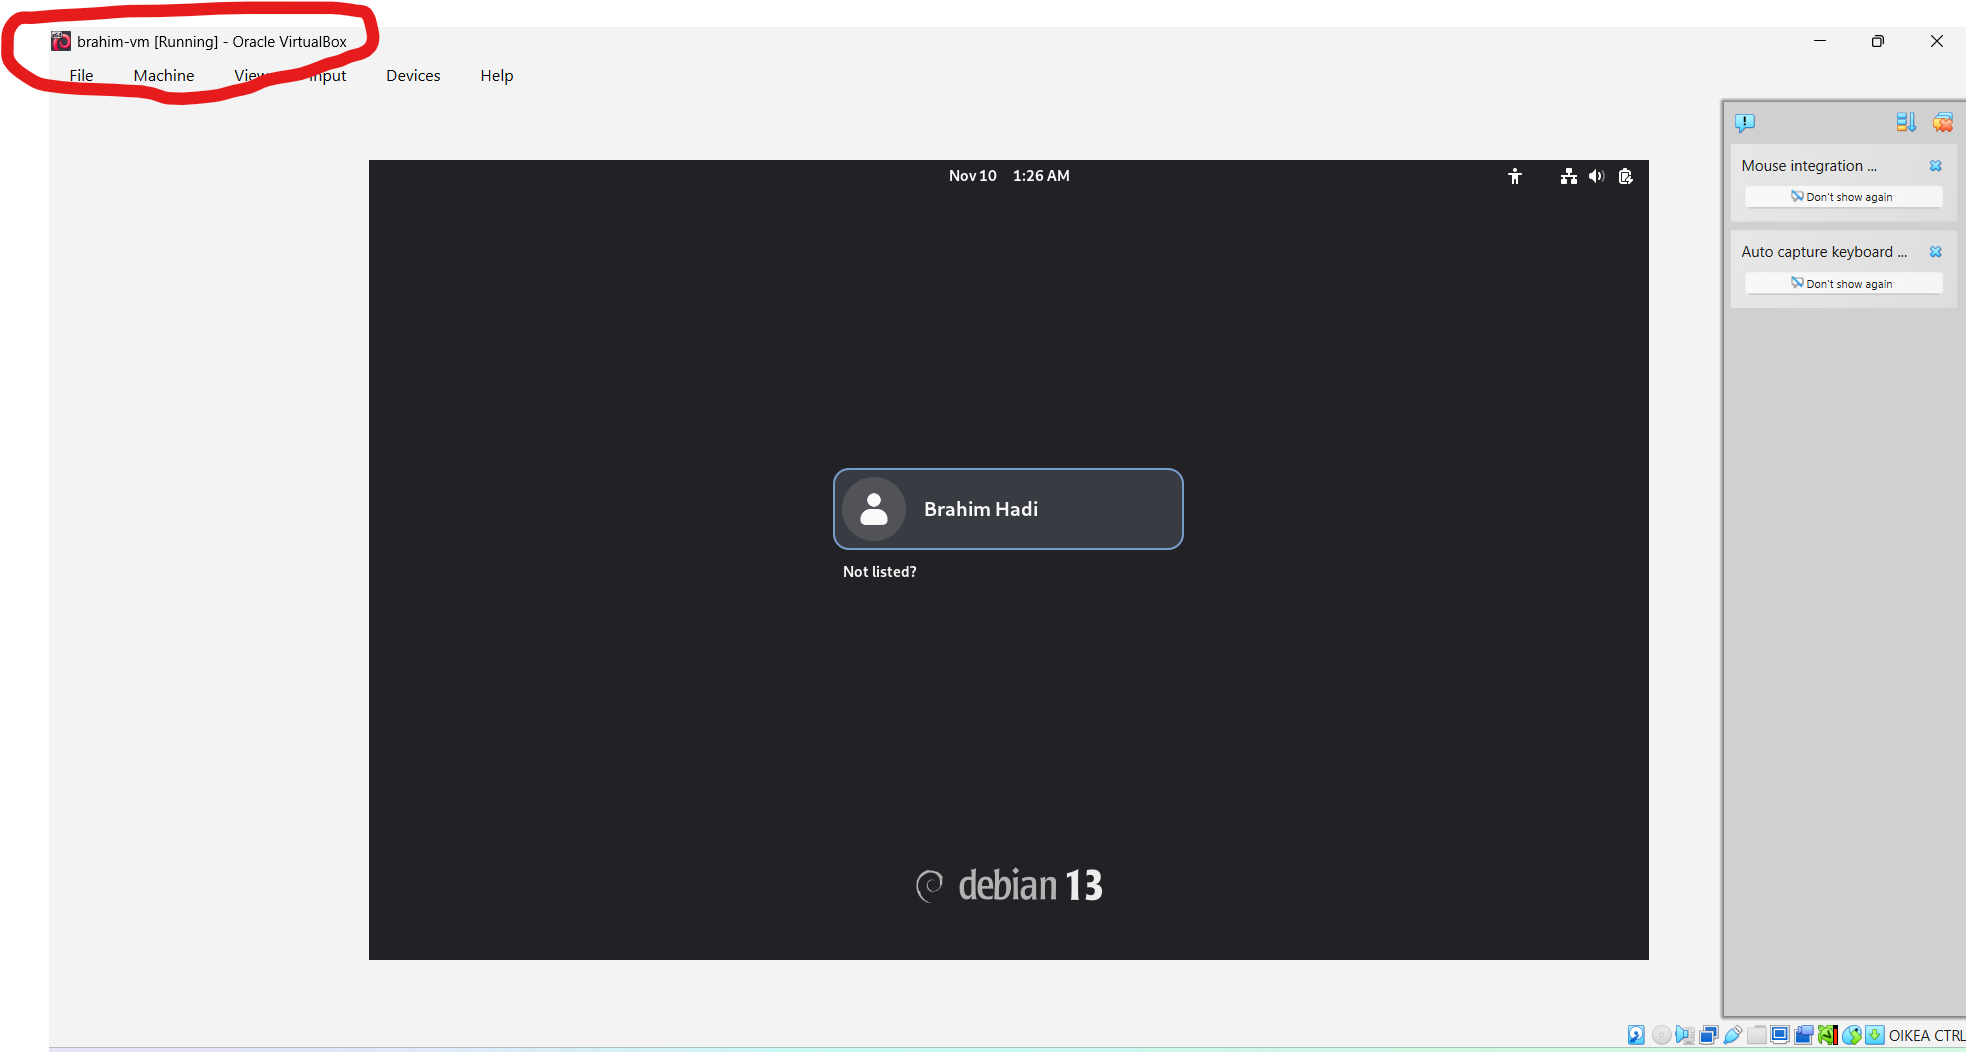 brahim-vm [Running] - Oracle VirtualBox
File Machine View Input Devices Help
Nov 10 1:26 AM
Mouse integration ...
Don't show again
Auto capture keyboard ...
Don't show again
Brahim Hadi
Not listed?
debian 13
OIKEA CTRL